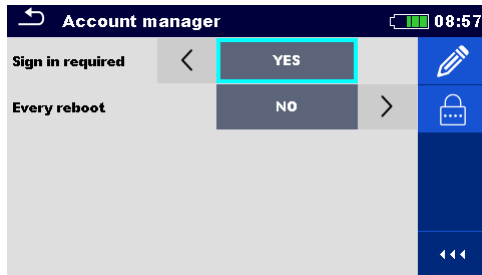 Account manager 08:57
Sign in required YES
Every reboot NO